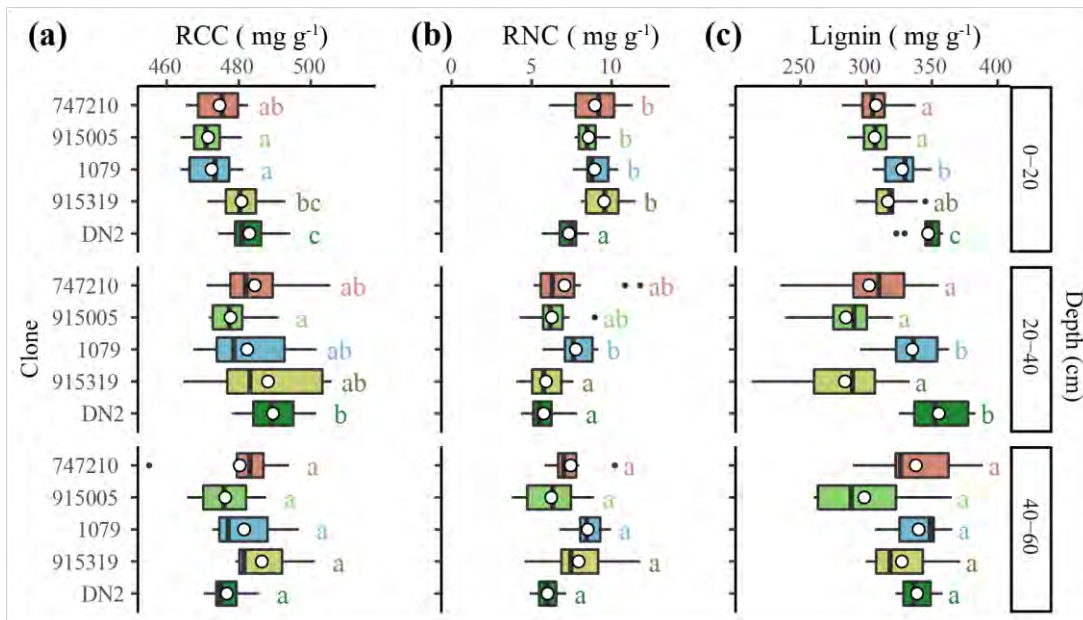 (a) RCC ( mg g⁻¹) (b) RNC ( mg g⁻¹) (c) Lignin ( mg g⁻¹)
460 480 500 0 5 10 250 300 350 400
747210 ab b a
915005 a b a
1079 a b b
915319 bc b ab
DN2 c a c
0−20
747210 ab ab a
915005 a ab a
1079 ab b b
915319 ab a a
DN2 b a b
20−40
747210 a a a
915005 a a a
1079 a a a
915319 a a a
DN2 a a a
40−60
Clone
Depth (cm)